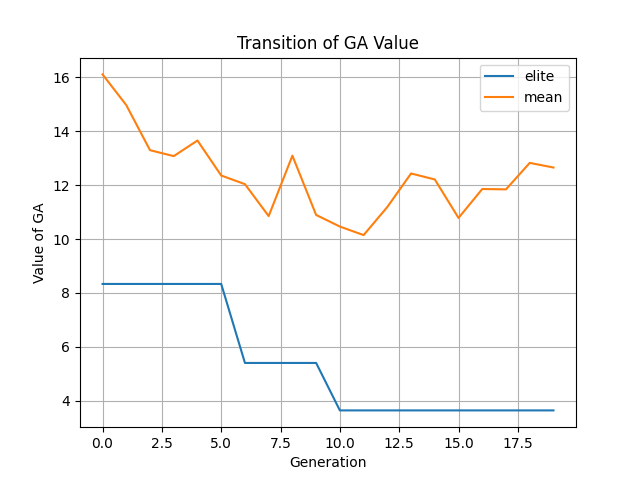 Transition of GA Value
elite
mean
Value of GA
16
14
12
10
8
6
4
0.0 2.5 5.0 7.5 10.0 12.5 15.0 17.5
Generation